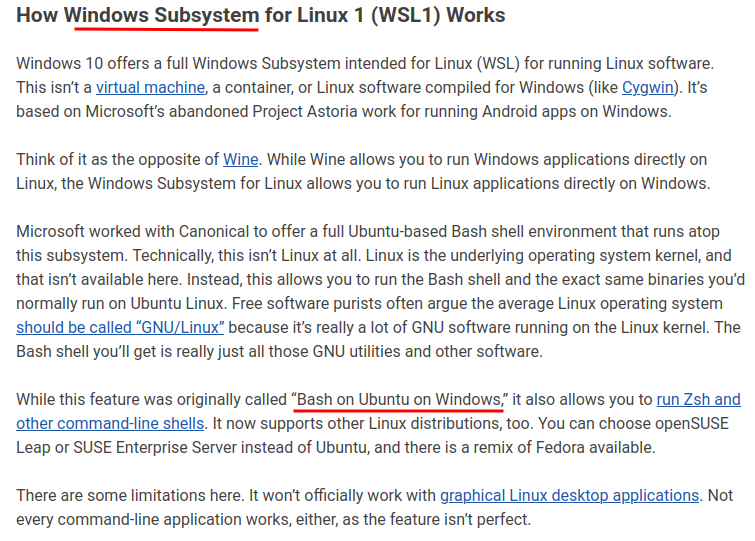 How Windows Subsystem for Linux 1 (WSL1) Works
Windows 10 offers a full Windows Subsystem intended for Linux (WSL) for running Linux software.
This isn’t a virtual machine, a container, or Linux software compiled for Windows (like Cygwin). It’s
based on Microsoft’s abandoned Project Astoria work for running Android apps on Windows.
Think of it as the opposite of Wine. While Wine allows you to run Windows applications directly on
Linux, the Windows Subsystem for Linux allows you to run Linux applications directly on Windows.
Microsoft worked with Canonical to offer a full Ubuntu-based Bash shell environment that runs atop
this subsystem. Technically, this isn’t Linux at all. Linux is the underlying operating system kernel, and
that isn’t available here. Instead, this allows you to run the Bash shell and the exact same binaries you’d
normally run on Ubuntu Linux. Free software purists often argue the average Linux operating system
should be called “GNU/Linux” because it’s really a lot of GNU software running on the Linux kernel. The
Bash shell you’ll get is really just all those GNU utilities and other software.
While this feature was originally called “Bash on Ubuntu on Windows,” it also allows you to run Zsh and
other command-line shells. It now supports other Linux distributions, too. You can choose openSUSE
Leap or SUSE Enterprise Server instead of Ubuntu, and there is a remix of Fedora available.
There are some limitations here. It won’t officially work with graphical Linux desktop applications. Not
every command-line application works, either, as the feature isn’t perfect.